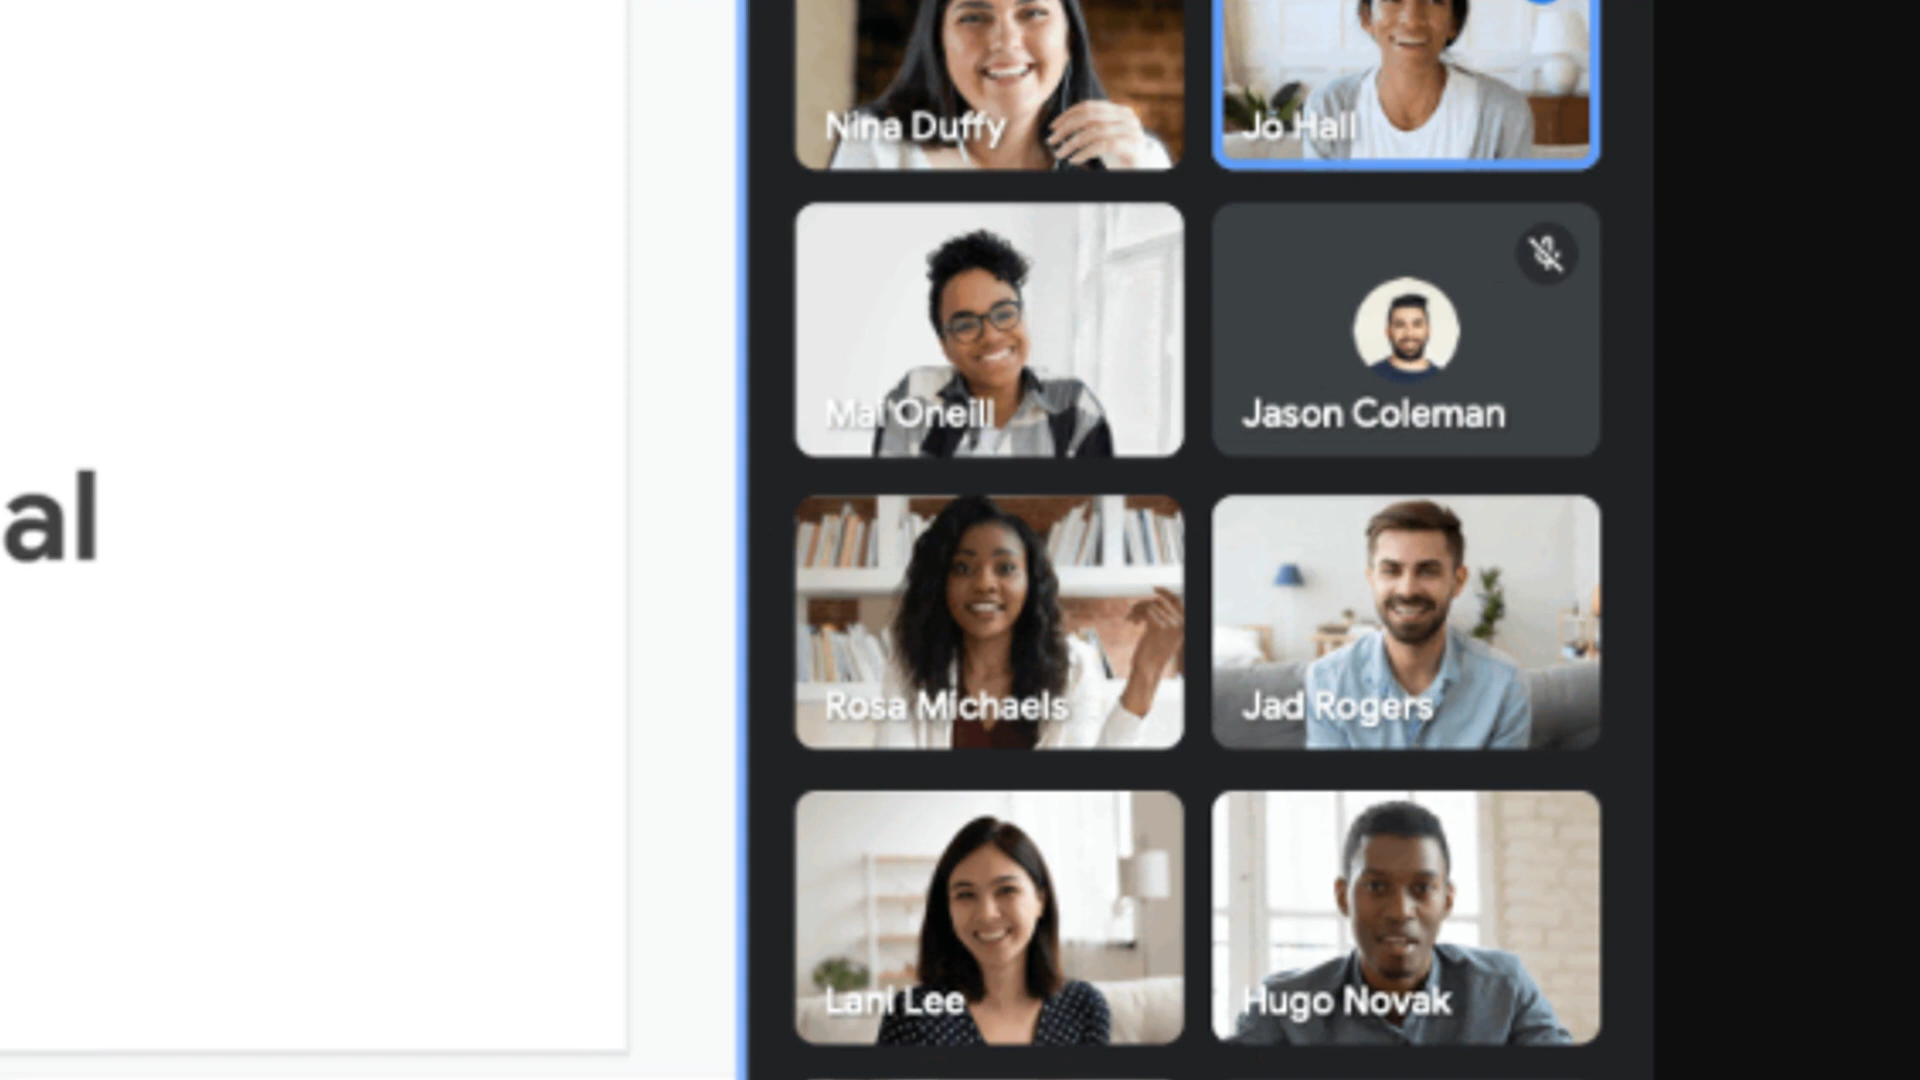 al
Nina Duffy
Jo Hall
Mai Oneill
Jason Coleman
Rosa Michaels
Jad Rogers
Lani Lee
Hugo Novak